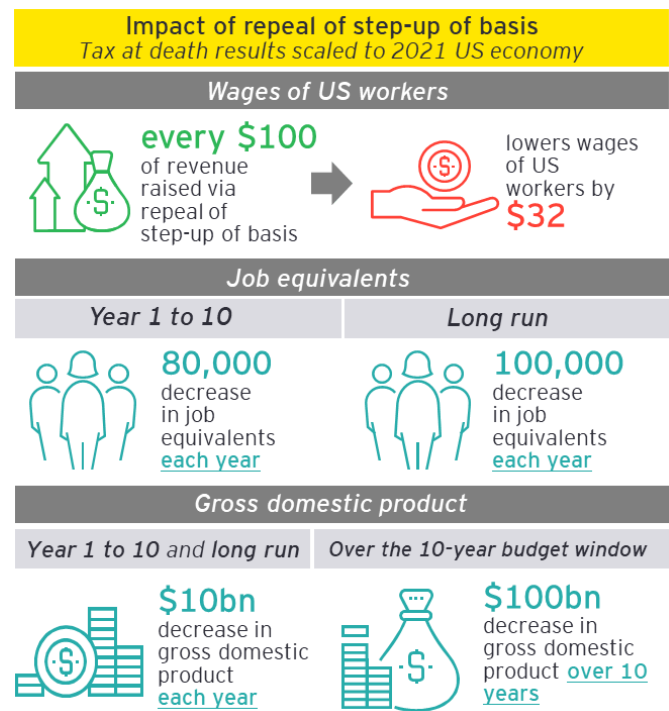 Impact of repeal of step-up of basis
Tax at death results scaled to 2021 US economy
Wages of US workers
every $100
of revenue
raised via
repeal of
step-up of basis
$
$
lowers wages
of US
workers by
$32
Job equivalents
Year 1 to 10
Long run
80,000
decrease
in job
equivalents
each year
100,000
decrease
in job
equivalents
each year
Gross domestic product
Year 1 to 10 and long run
Over the 10-year budget window
$
$10bn
decrease in
gross domestic
product
each year
$
$100bn
decrease in
gross domestic
product over 10
years